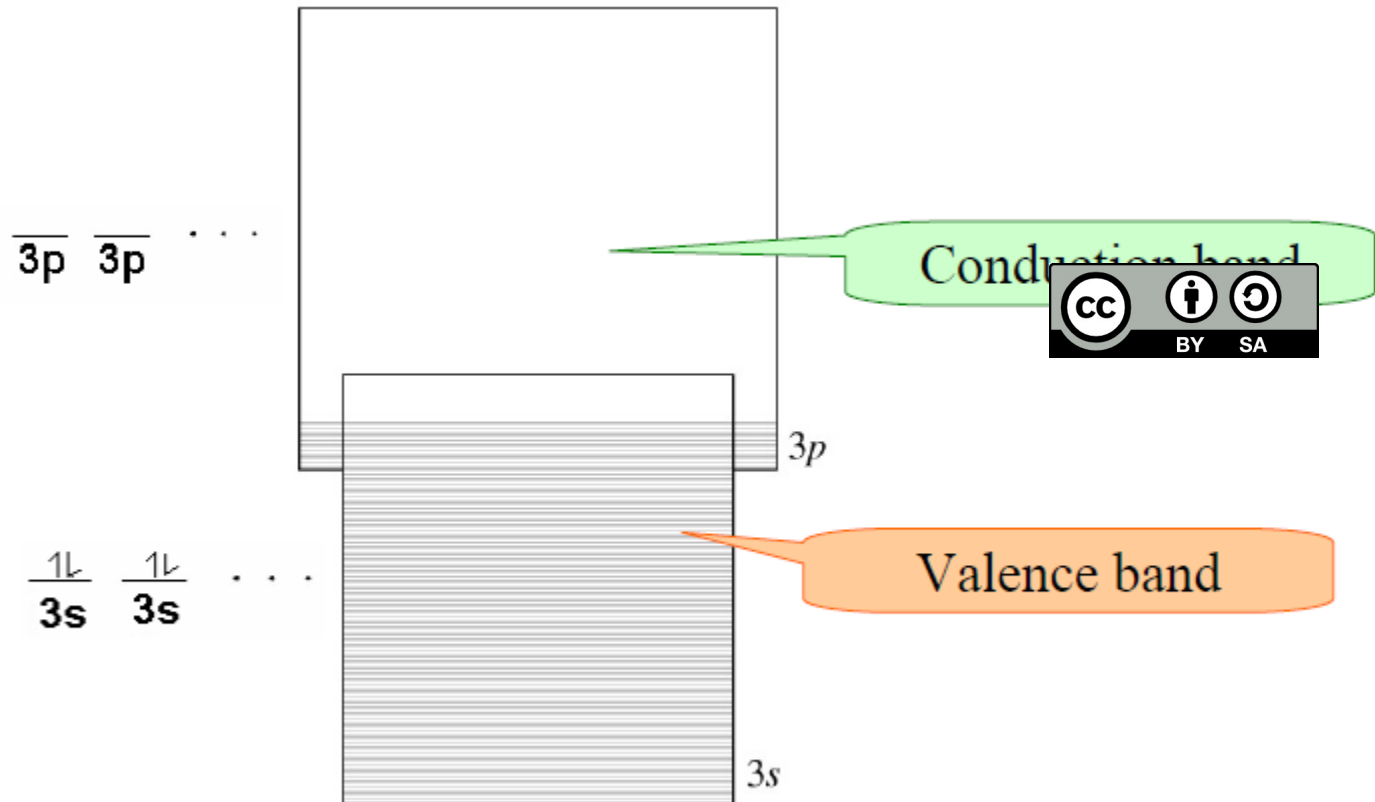 3p 3p . . .
Conduction band
cc
BY SA
3p
Valence band
3s 3s . . .
3s